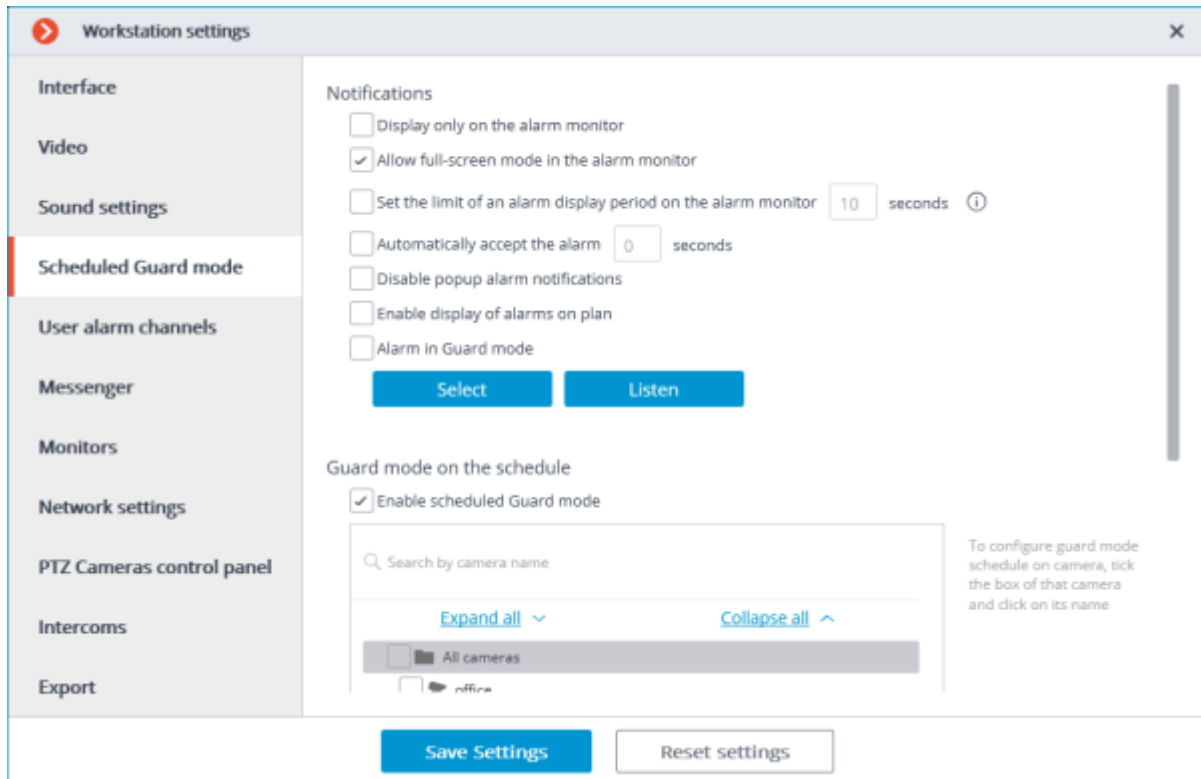 Workstation settings
Interface
Video
Sound settings
Scheduled Guard mode
User alarm channels
Messenger
Monitors
Network settings
PTZ Cameras control panel
Intercoms
Export
Notifications
Display only on the alarm monitor
Allow full-screen mode in the alarm monitor
Set the limit of an alarm display period on the alarm monitor 10 seconds
Automatically accept the alarm 0 seconds
Disable popup alarm notifications
Enable display of alarms on plan
Alarm in Guard mode
Select Listen
Guard mode on the schedule
Enable scheduled Guard mode
Search by camera name
Expand all Collapse all
All cameras
office
To configure guard mode
schedule on camera, tick
the box of that camera
and click on its name
Save Settings Reset settings